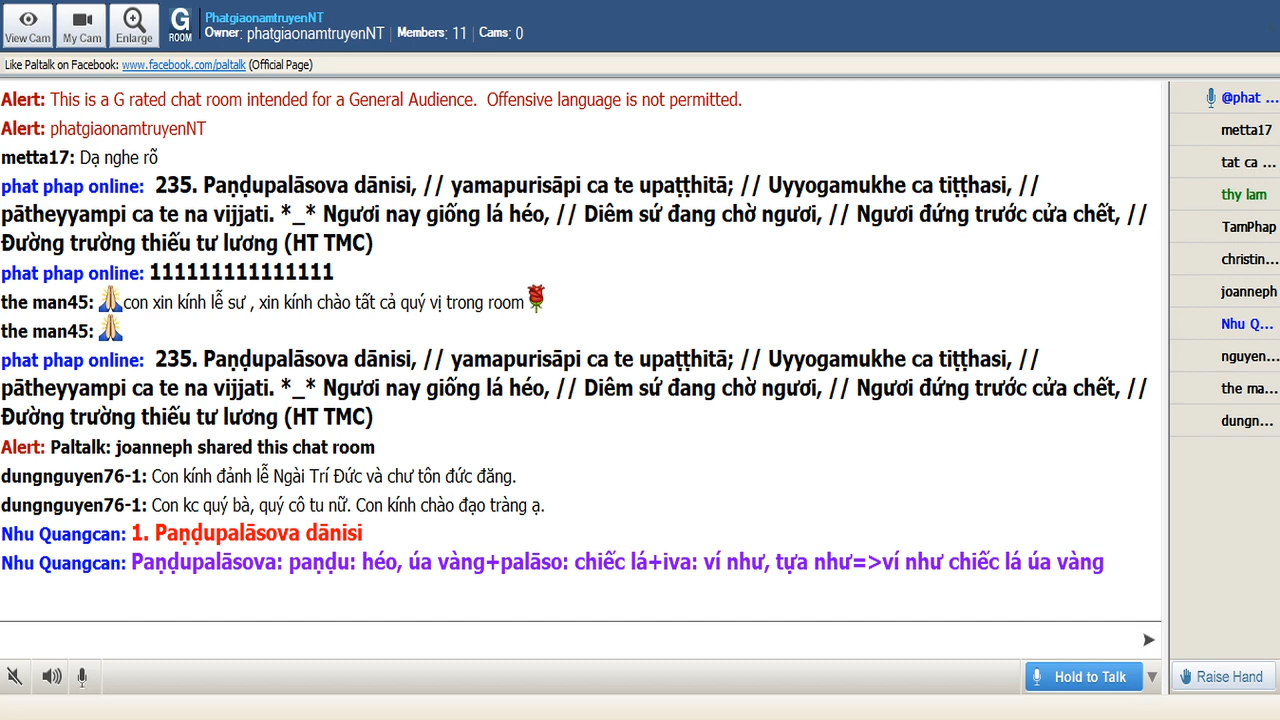 View Cam
My Cam
Enlarge
G
ROOM
PhatgiaonamtruyenNT
Owner: phatgiaonamtruyenNT | Members: 11 | Cams: 0
Like Paltalk on Facebook: www.facebook.com/paltalk (Official Page)
Alert: This is a G rated chat room intended for a General Audience.  Offensive language is not permitted.
Alert: phatgiaonamtruyenNT
metta17: Dạ nghe rõ
phat phap online:  235. Paṇḍupalāsova dānisi, // yamapurisāpi ca te upaṭṭhitā; // Uyyogamukhe ca tiṭṭhasi, //
pātheyyampi ca te na vijjati. *_* Ngươi nay giống lá héo, // Diêm sứ đang chờ ngươi, // Ngươi đứng trước cửa chết, //
Đường trường thiếu tư lương (HT TMC)
phat phap online: 111111111111111
the man45: con xin kính lễ sư , xin kính chào tất cả quý vị trong room
the man45:
phat phap online:  235. Paṇḍupalāsova dānisi, // yamapurisāpi ca te upaṭṭhitā; // Uyyogamukhe ca tiṭṭhasi, //
pātheyyampi ca te na vijjati. *_* Ngươi nay giống lá héo, // Diêm sứ đang chờ ngươi, // Ngươi đứng trước cửa chết, //
Đường trường thiếu tư lương (HT TMC)
Alert: Paltalk: joanneph shared this chat room
dungnguyen76-1: Con kính đảnh lễ Ngài Trí Đức và chư tôn đức đăng.
dungnguyen76-1: Con kc quý bà, quý cô tu nữ. Con kính chào đạo tràng ạ.
Nhu Quangcan: 1. Paṇḍupalāsova dānisi
Nhu Quangcan: Paṇḍupalāsova: paṇḍu: héo, úa vàng+palāso: chiếc lá+iva: ví như, tựa như=>ví như chiếc lá úa vàng
@phat ...
metta17
tat ca ...
thy lam
TamPhap
christin...
joanneph
Nhu Q...
nguyen...
the ma...
dungn...
Hold to Talk
Raise Hand